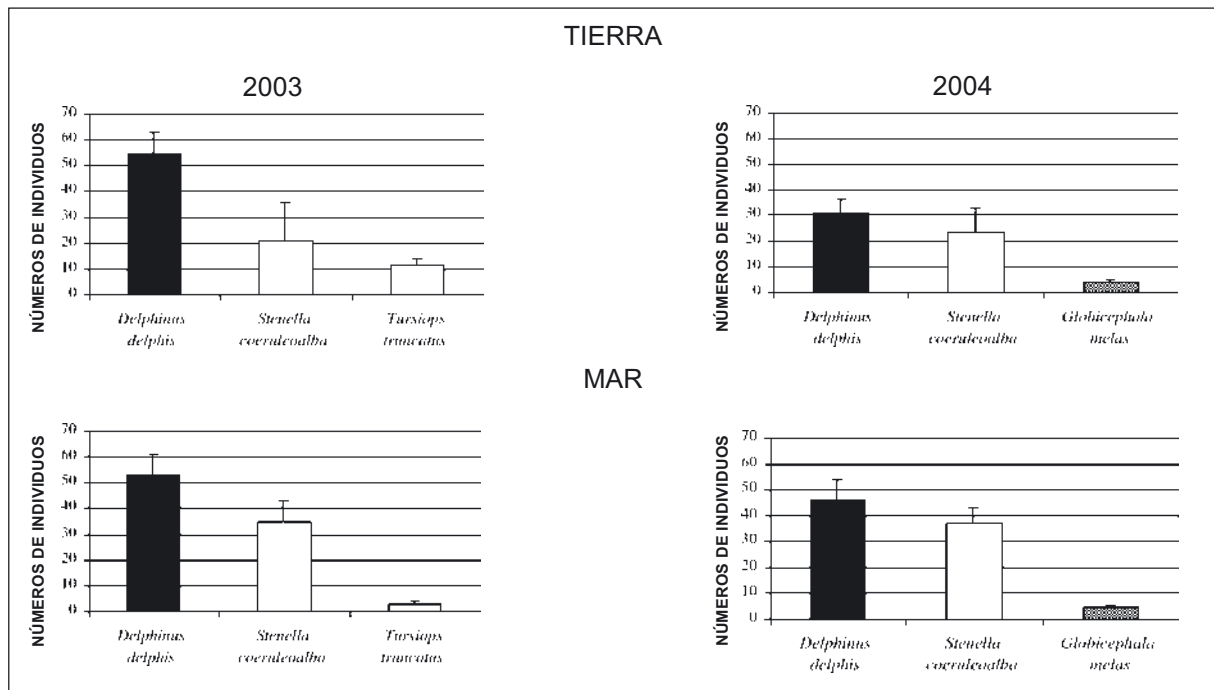 TIERRA
2003
2004
NÚMEROS DE INDIVIDUOS
70
60
50
40
30
20
10
0
Delphinus
delphis
Stenella
coeruleoalba
Tursiops
truncatus
NÚMEROS DE INDIVIDUOS
70
60
50
40
30
20
10
0
Delphinus
delphis
Stenella
coeruleoalba
Globicephala
melas
MAR
NÚMEROS DE INDIVIDUOS
70
60
50
40
30
20
10
0
Delphinus
delphis
Stenella
coeruleoalba
Tursiops
truncatus
NÚMEROS DE INDIVIDUOS
70
60
50
40
30
20
10
0
Delphinus
delphis
Stenella
coeruleoalba
Globicephala
melas